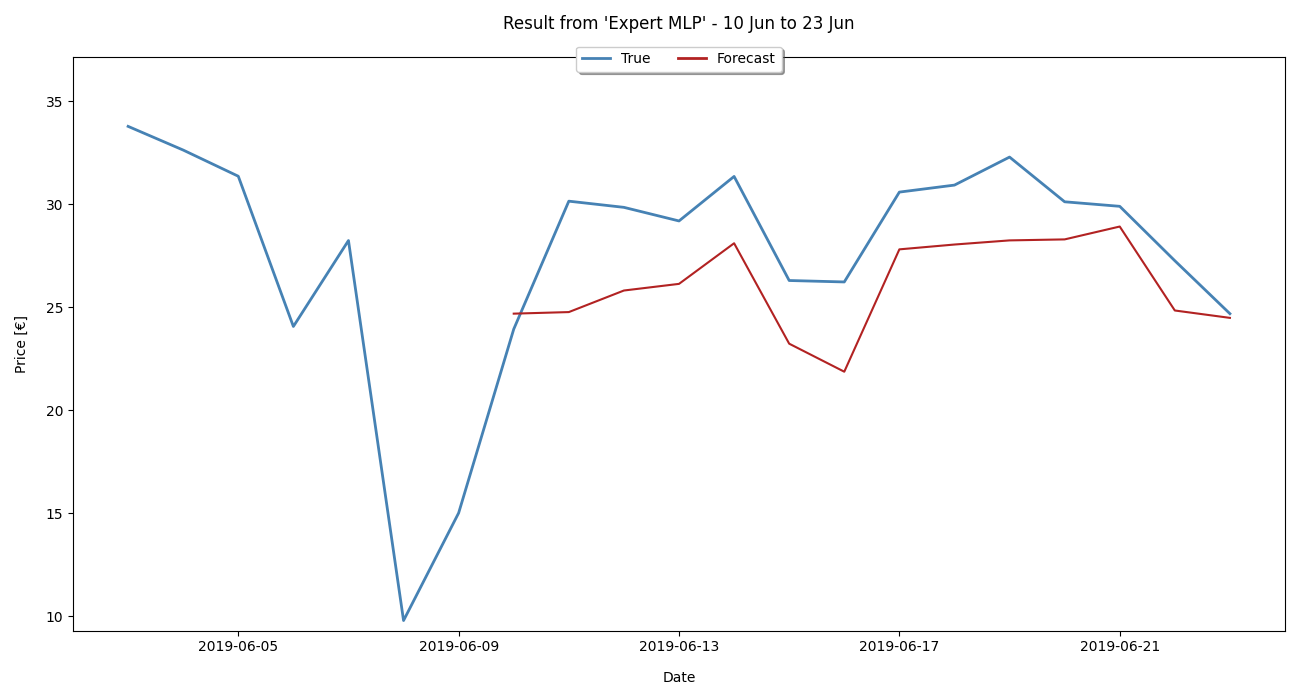 Result from 'Expert MLP' - 10 Jun to 23 Jun
True Forecast
35
30
25
20
15
10
Price [€]
2019-06-05 2019-06-09 2019-06-13 2019-06-17 2019-06-21
Date